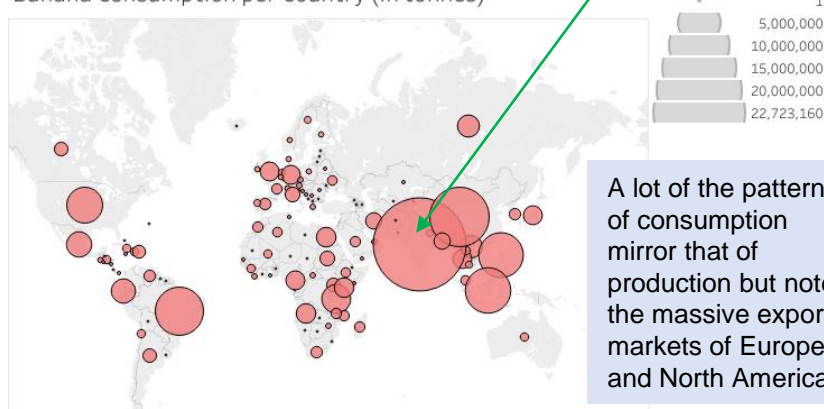 Banana consumption per country (in tonnes)
1
5,000,000
10,000,000
15,000,000
20,000,000
22,723,160
A lot of the pattern
of consumption
mirror that of
production but note
the massive expor
markets of Europe
and North America